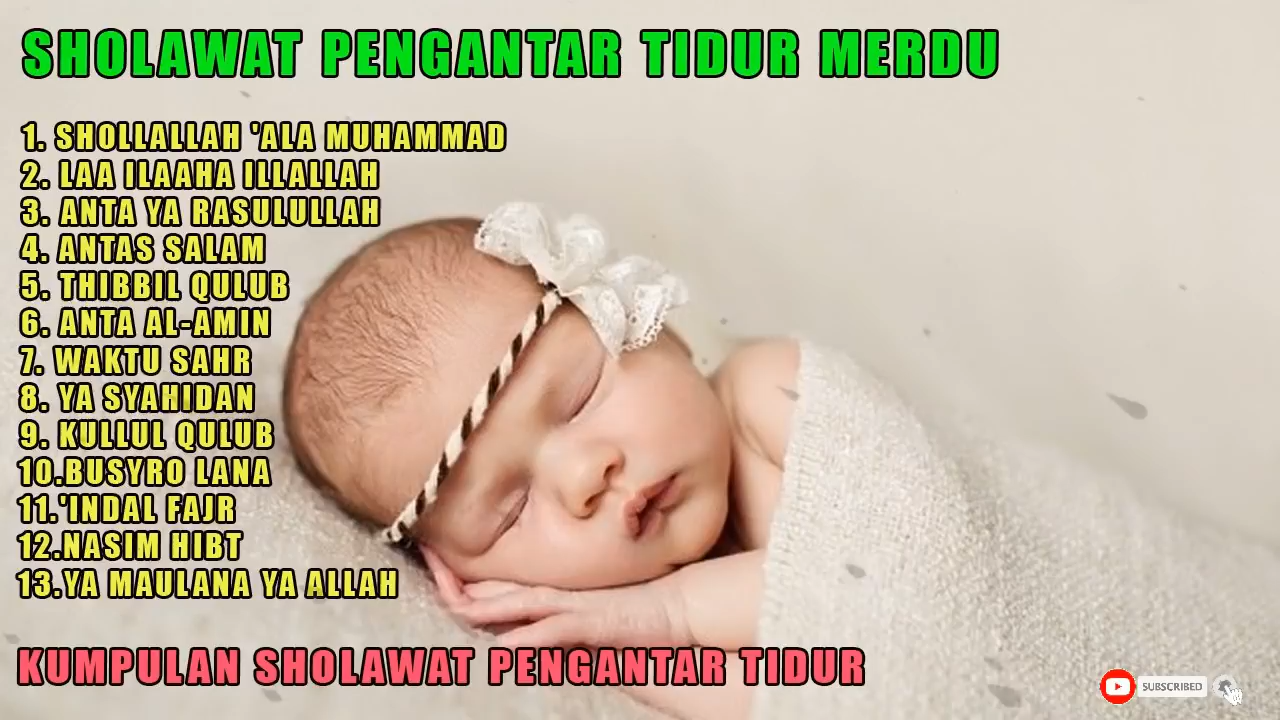 SHOLAWAT PENGANTAR TIDUR MERDU
1. SHOLLALLAH 'ALA MUHAMMAD
2. LAA ILAAHA ILLALLAH
3. ANTA YA RASULULLAH
4. ANTAS SALAM
5. THIBBIL QULUB
6. ANTA AL-AMIN
7. WAKTU SAHR
8. YA SYAHIDAN
9. KULLUL QULUB
10.BUSYRO LANA
11.'INDAL FAJR
12.NASIM HIBT
13.YA MAULANA YA ALLAH
KUMPULAN SHOLAWAT PENGANTAR TIDUR
SUBSCRIBED